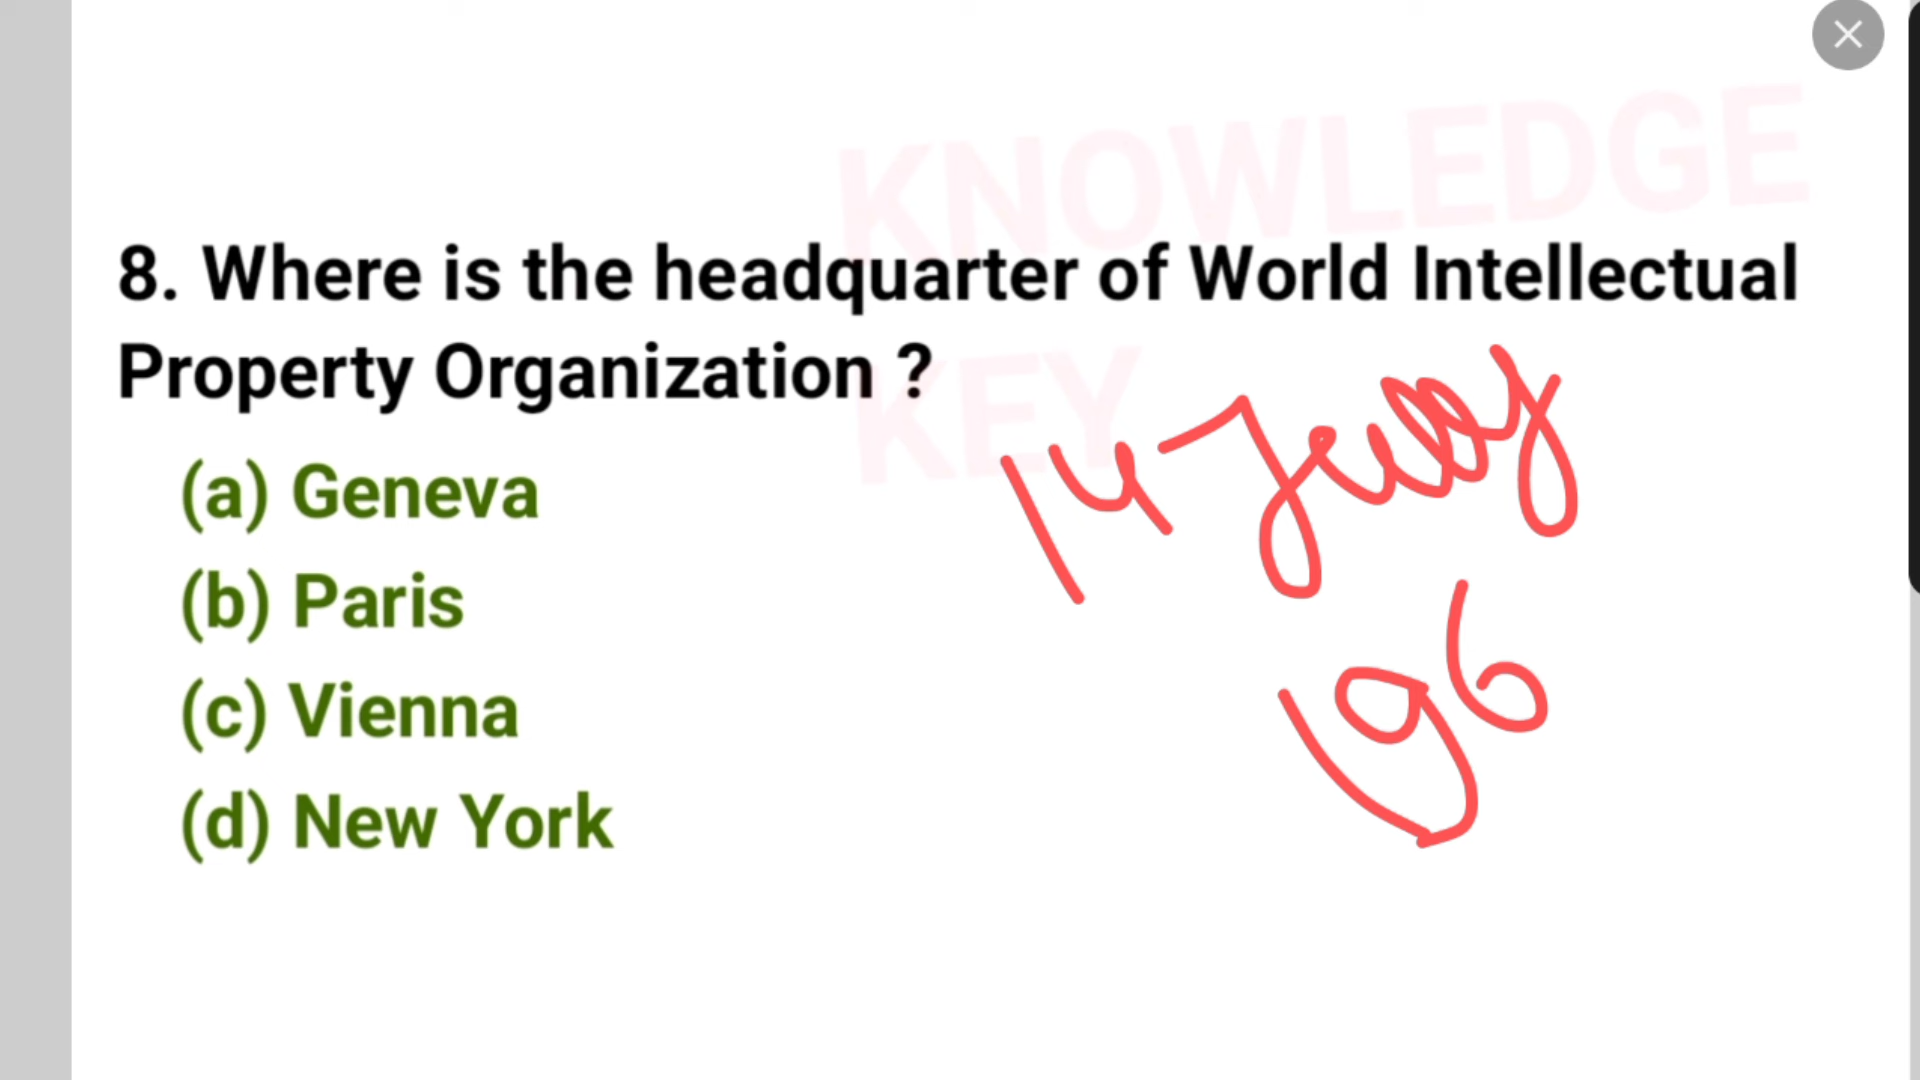 KNOWLEDGE
KEY
8. Where is the headquarter of World Intellectual
Property Organization ?
(a) Geneva
(b) Paris
(c) Vienna
(d) New York
14 July
196